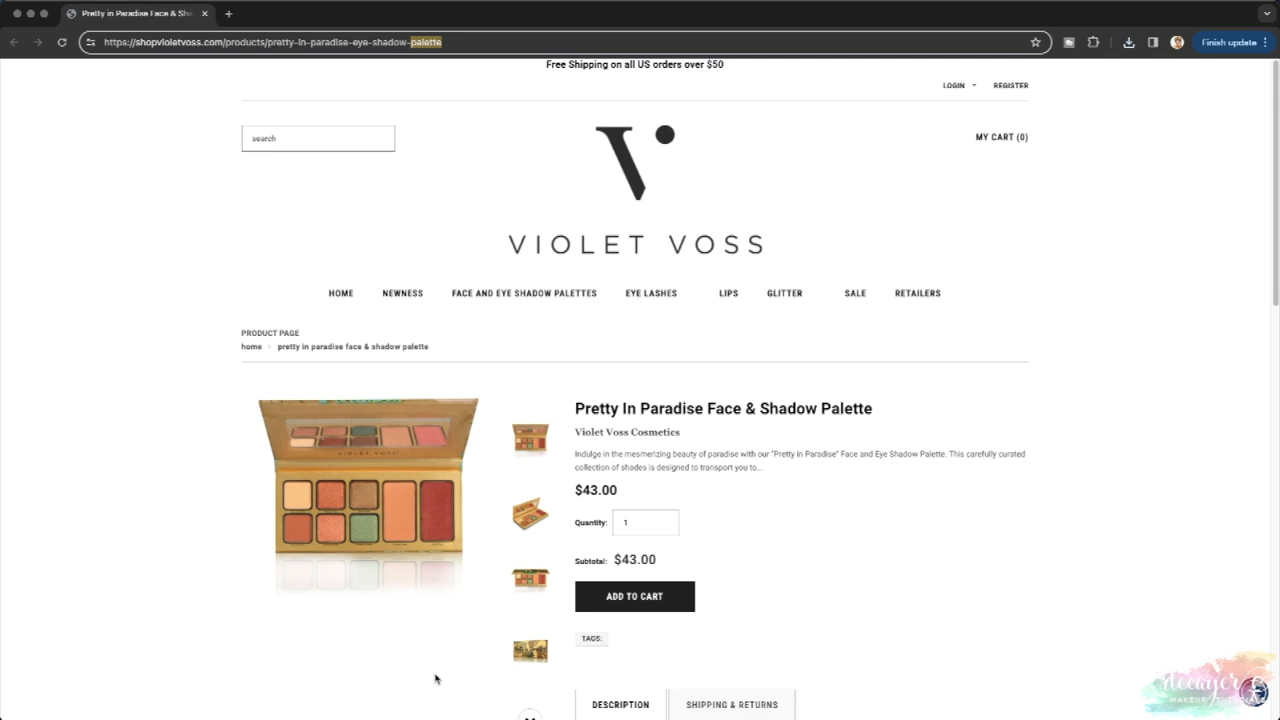 Pretty in Paradise Face & Sha
Finish update
https://shopvioletvoss.com/products/pretty-in-paradise-eye-shadow-palette
Free Shipping on all US orders over $50
LOGIN REGISTER
search
MY CART (0)
VIOLET VOSS
HOME NEWNESS FACE AND EYE SHADOW PALETTES EYE LASHES LIPS GLITTER SALE RETAILERS
PRODUCT PAGE
home › pretty in paradise face & shadow palette
VIOLET VOSS
Pretty In Paradise Face & Shadow Palette
Violet Voss Cosmetics
Indulge in the mesmerizing beauty of paradise with our "Pretty in Paradise" Face and Eye Shadow Palette. This carefully curated
collection of shades is designed to transport you to...
$43.00
Quantity: 1
Subtotal: $43.00
ADD TO CART
TAGS:
DESCRIPTION SHIPPING & RETURNS
MAKEUP